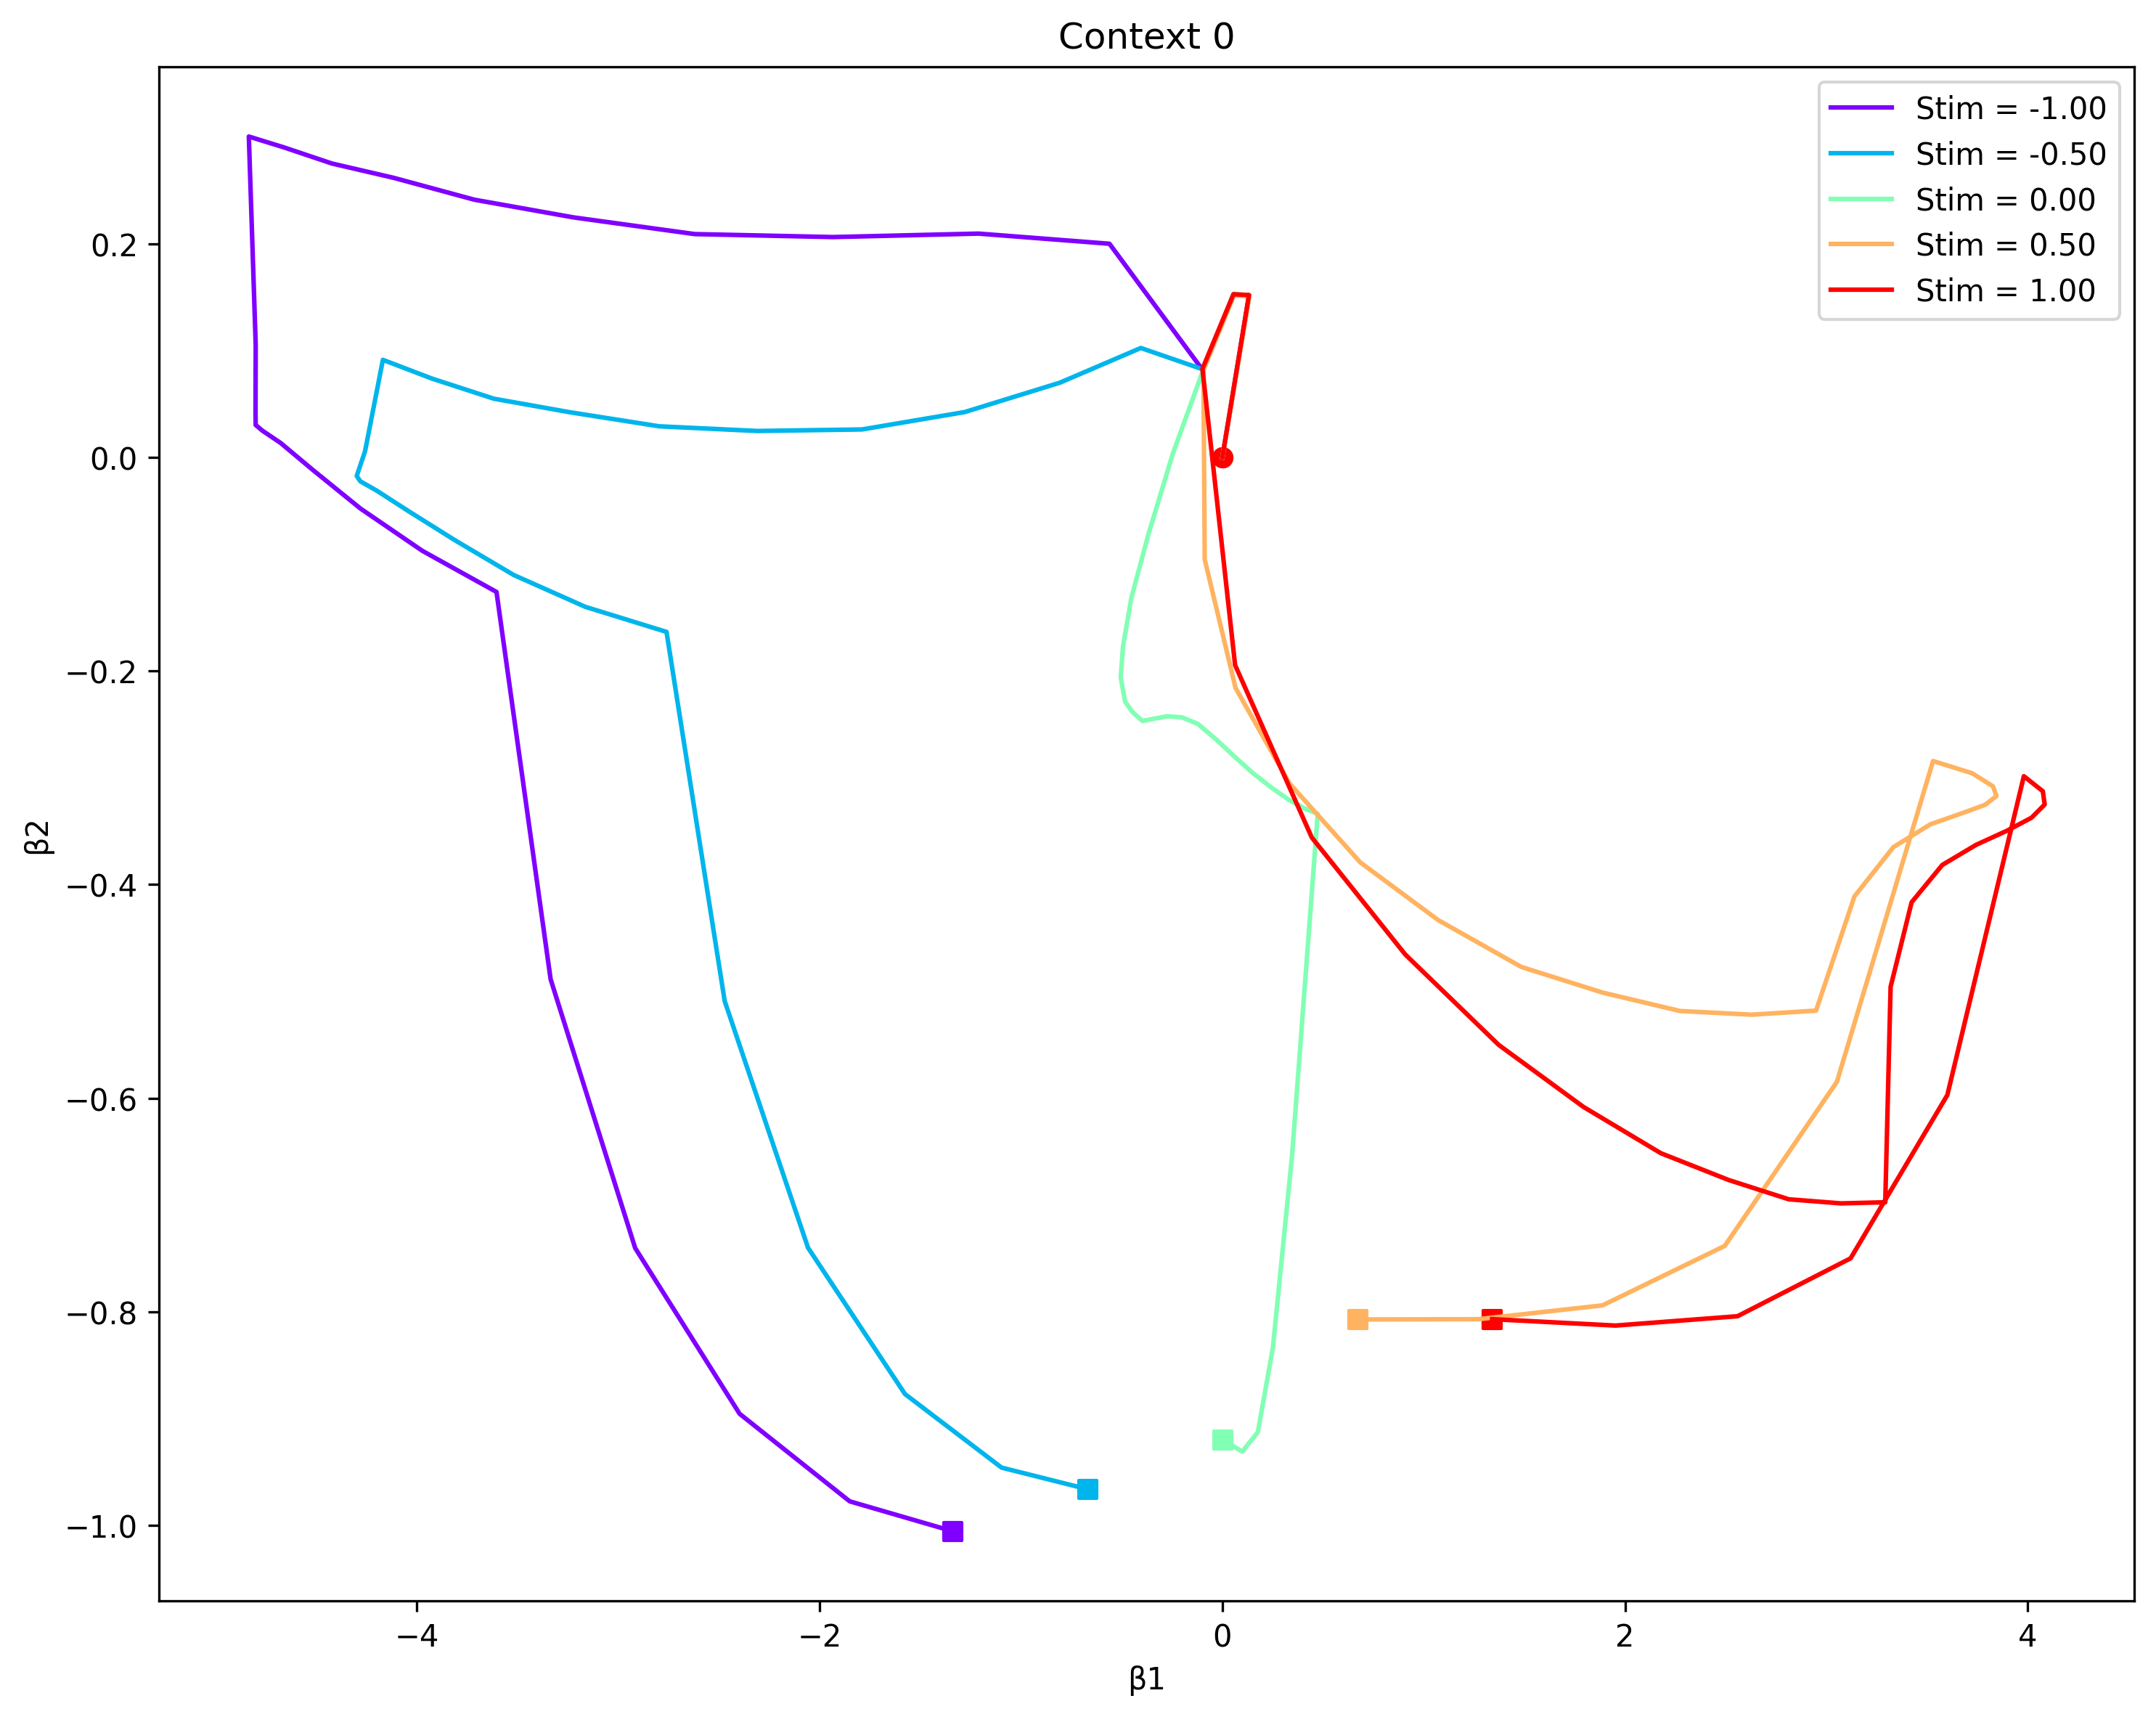 Context 0
Stim = -1.00
Stim = -0.50
Stim = 0.00
Stim = 0.50
Stim = 1.00
0.2
0.0
−0.2
−0.4
−0.6
−0.8
−1.0
β2
−4 −2 0 2 4
β1